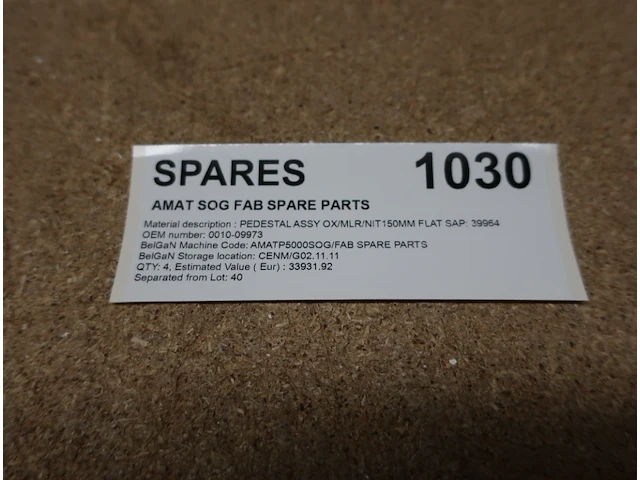 SPARES 1030
AMAT SOG FAB SPARE PARTS
Material description : PEDESTAL ASSY OX/MLR/NIT150MM FLAT SAP: 39964
OEM number: 0010-09973
BelGaN Machine Code: AMATP5000SOG/FAB SPARE PARTS
BelGaN Storage location: CENM/G02.11.11
QTY: 4, Estimated Value ( Eur) : 33931.92
Separated from Lot: 40